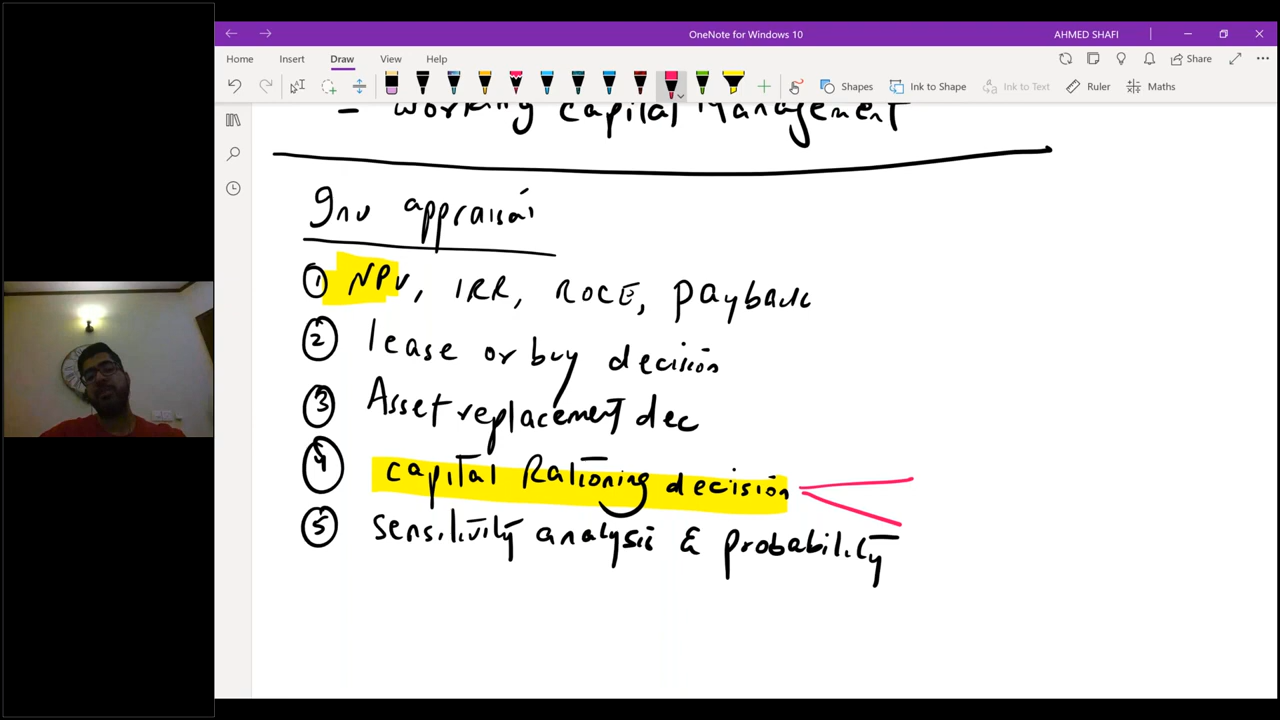 OneNote for Windows 10
AHMED SHAFI
Home Insert Draw View Help
Share
Shapes Ink to Shape Ink to Text Ruler Maths
= Working Capital Management
Inv appraisal
① NPV, IRR, ROCE, payback
② lease or buy decision
③ Asset replacement dec
④ capital Rationing decision
⑤ sensitivity analysis & probability